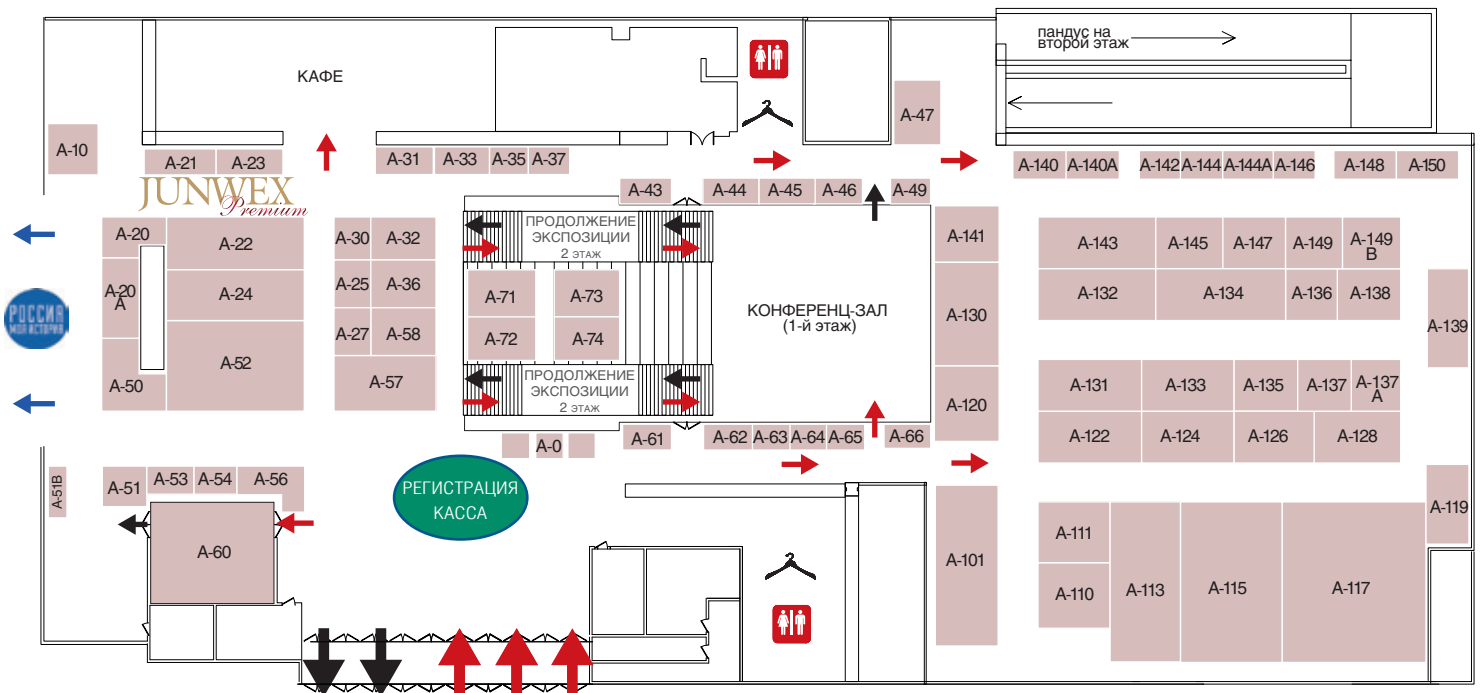 пандус на
второй этаж
КАФЕ
А-47
А-10
А-21
А-23
А-31
А-33
А-35
А-37
А-140
А-140А
А-142
А-144
А-144А
А-146
А-148
А-150
JUNWEX
Premium
А-43
А-44
А-45
А-46
А-49
А-20
А-22
А-30
А-32
ПРОДОЛЖЕНИЕ
ЭКСПОЗИЦИИ
2 ЭТАЖ
А-141
А-143
А-145
А-147
А-149
А-149
В
А-20
А
А-24
А-25
А-36
А-71
А-73
КОНФЕРЕНЦ-ЗАЛ
(1-й этаж)
А-130
А-132
А-134
А-136
А-138
РОССИЯ
МОЯ ИСТОРИЯ
А-27
А-58
А-72
А-74
А-139
А-50
А-52
А-57
ПРОДОЛЖЕНИЕ
ЭКСПОЗИЦИИ
2 ЭТАЖ
А-120
А-131
А-133
А-135
А-137
А-137
А
А-0
А-61
А-62
А-63
А-64
А-65
А-66
А-122
А-124
А-126
А-128
А-51В
А-51
А-53
А-54
А-56
РЕГИСТРАЦИЯ
КАССА
А-119
А-60
А-101
А-111
А-110
А-113
А-115
А-117